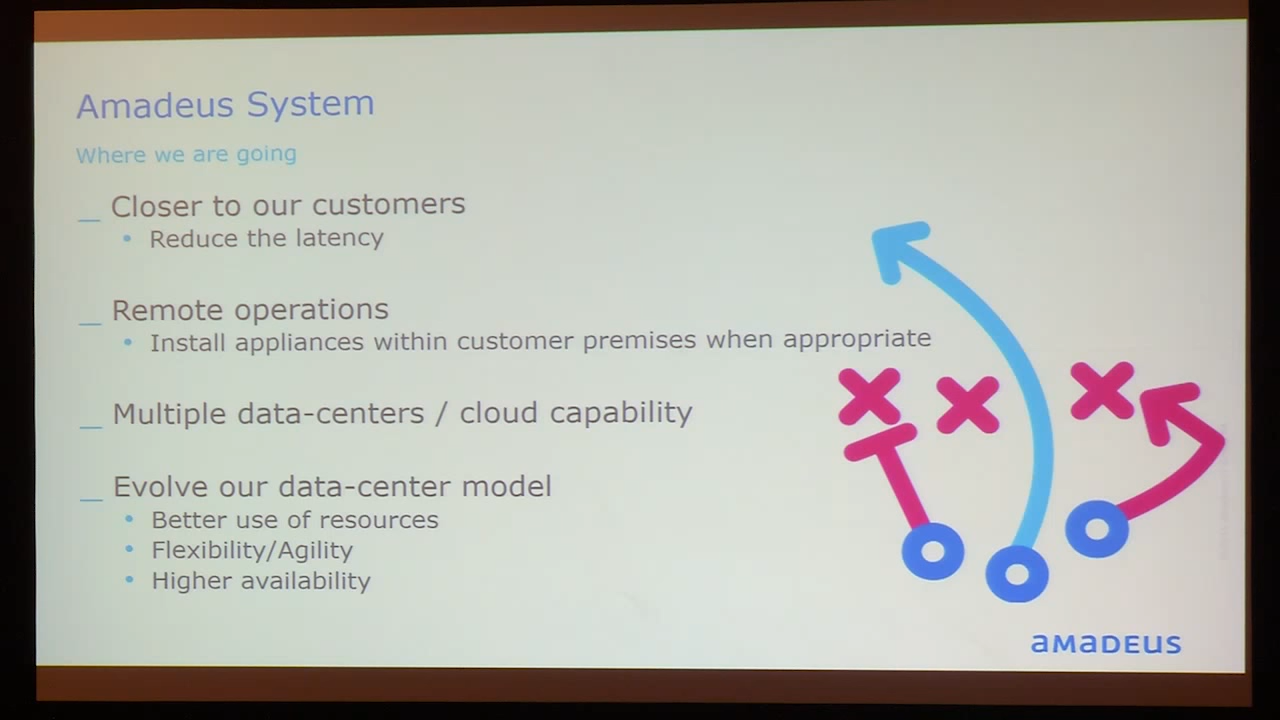 Amadeus System
Where we are going
_ Closer to our customers
• Reduce the latency
_ Remote operations
• Install appliances within customer premises when appropriate
_ Multiple data-centers / cloud capability
_ Evolve our data-center model
• Better use of resources
• Flexibility/Agility
• Higher availability
aMaDEUS